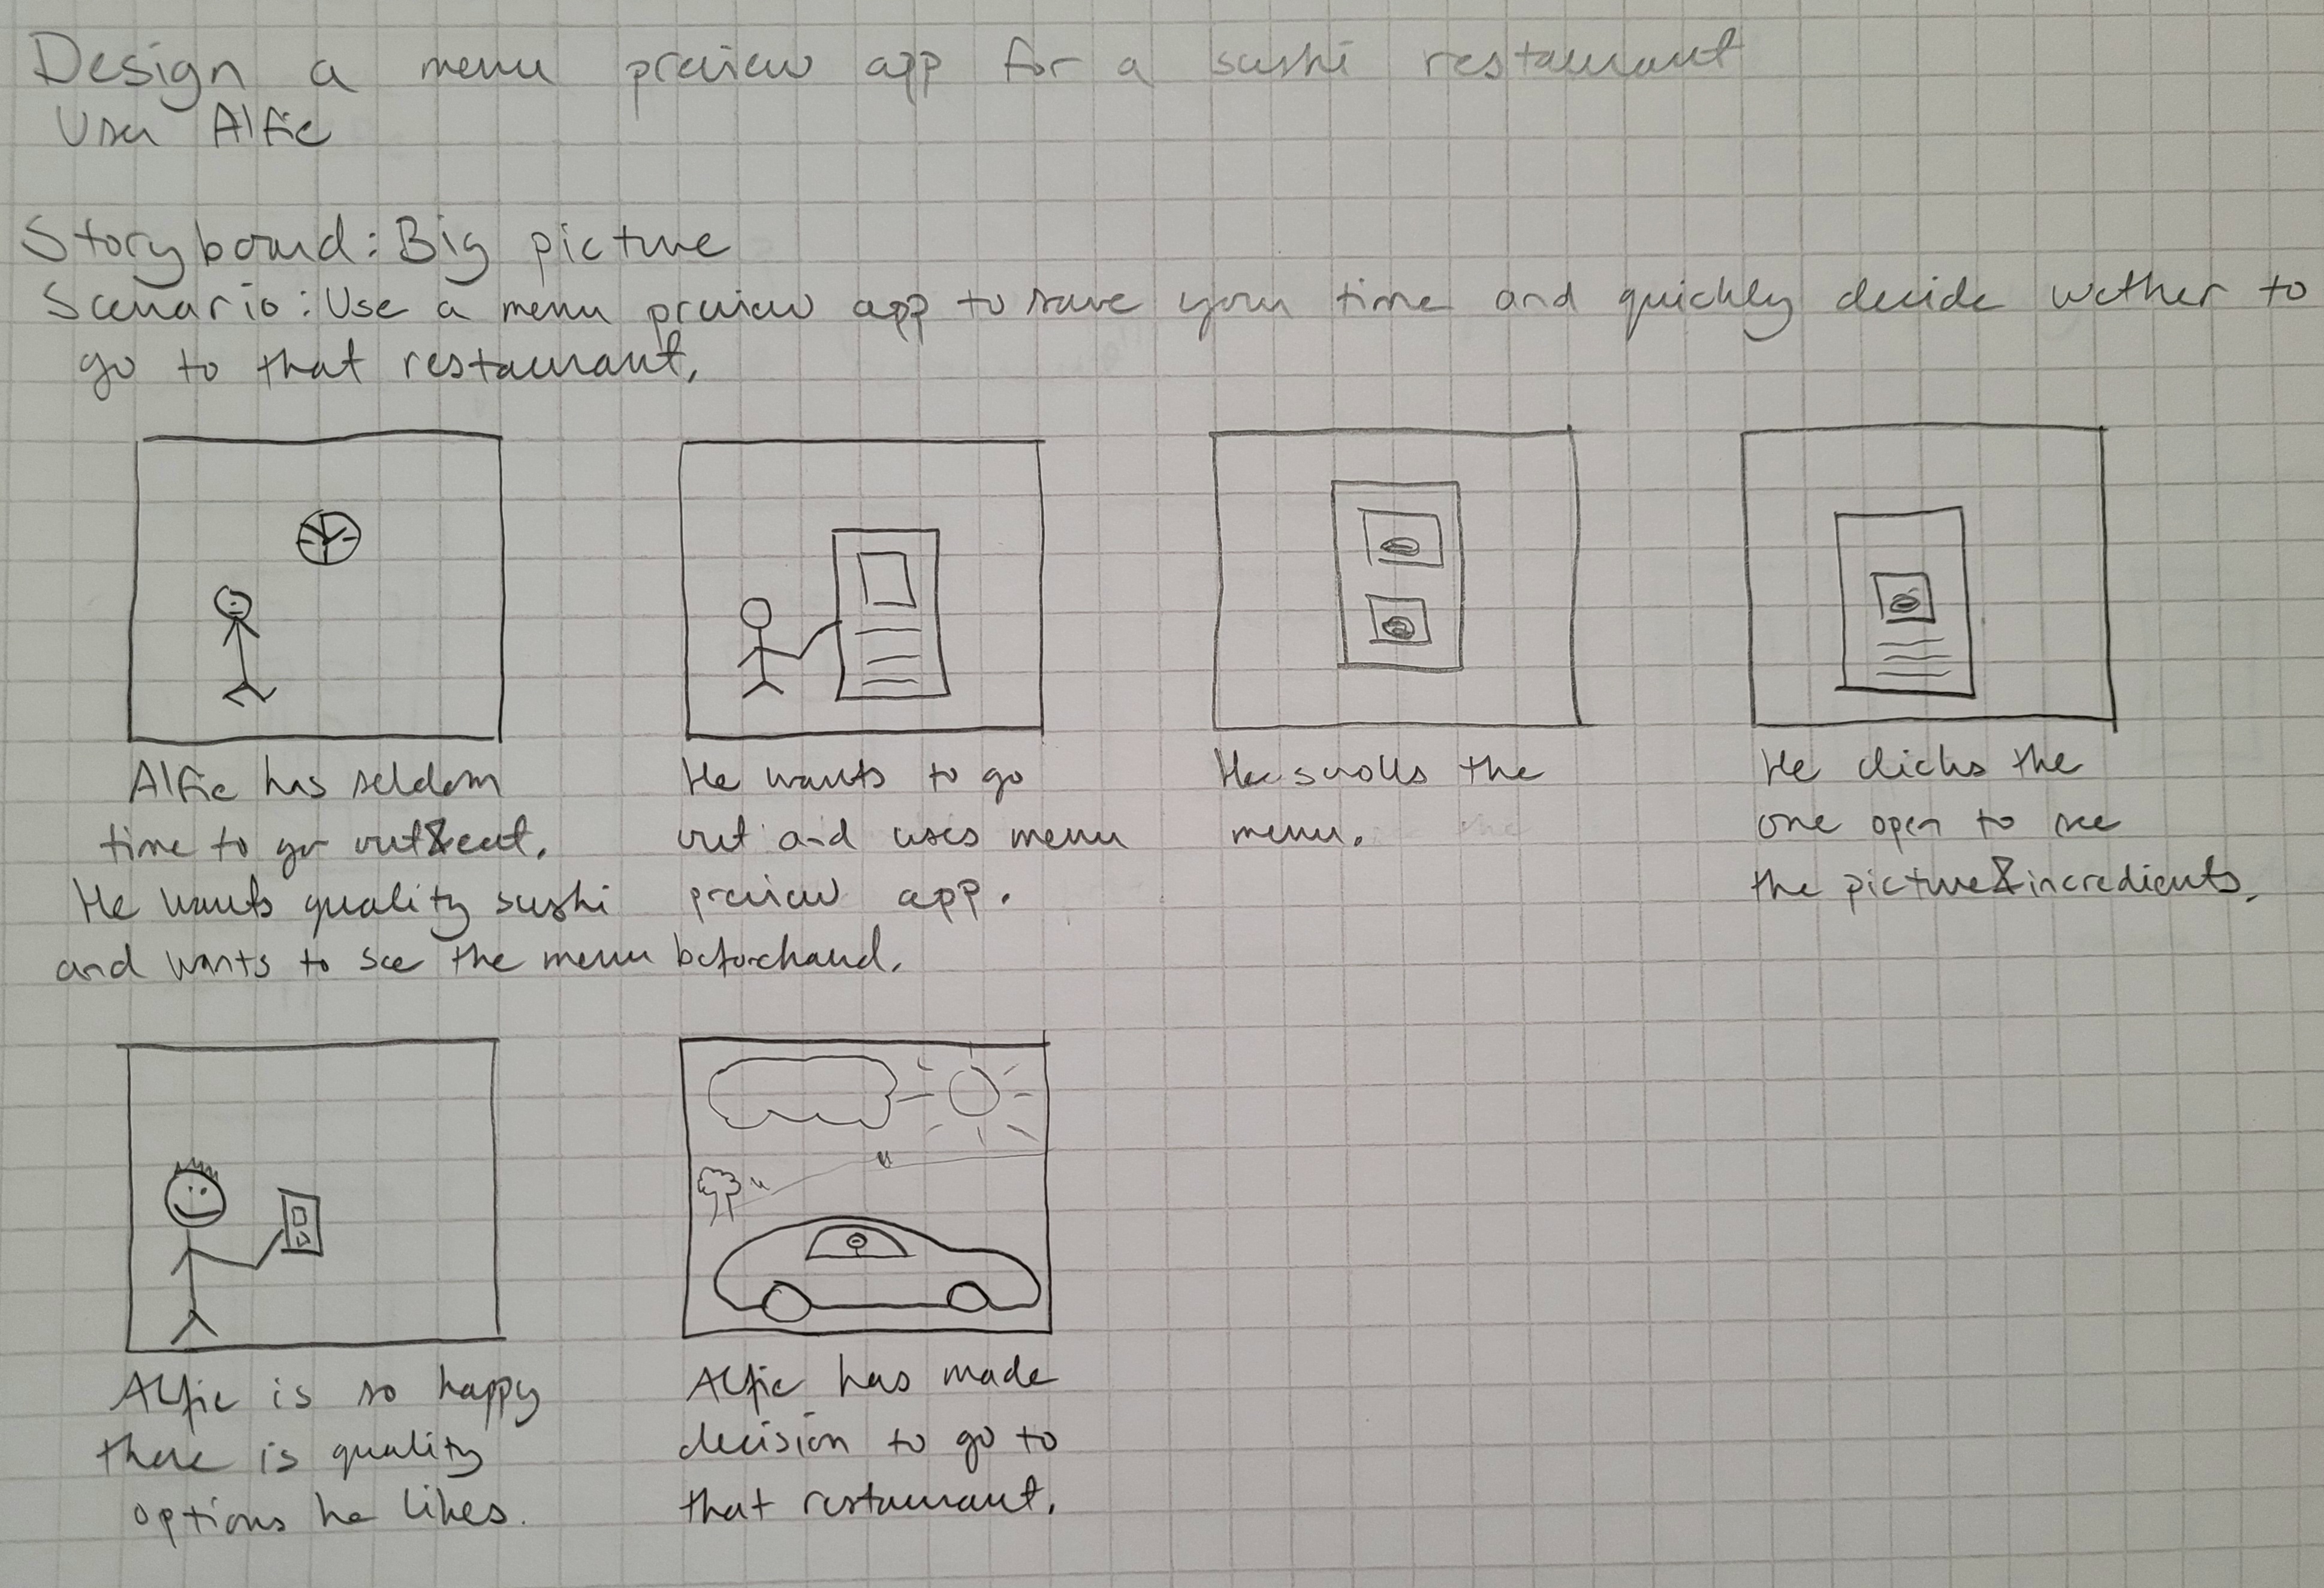 Design a menu preview app for a sushi restaurant
User Alfie
Storyboard: Big picture
Scenario: Use a menu preview app to save your time and quickly decide wether to
go to that restaurant.
Alfie has seldom
time to go out & eat.
He wants quality sushi
and wants to see the menu beforehand.
He wants to go
out and uses menu
preview app.
He scrolls the
menu.
He clicks the
one open to see
the picture & incredients.
Alfie is so happy
there is quality
options he likes.
Alfie has made
decision to go to
that restaurant.